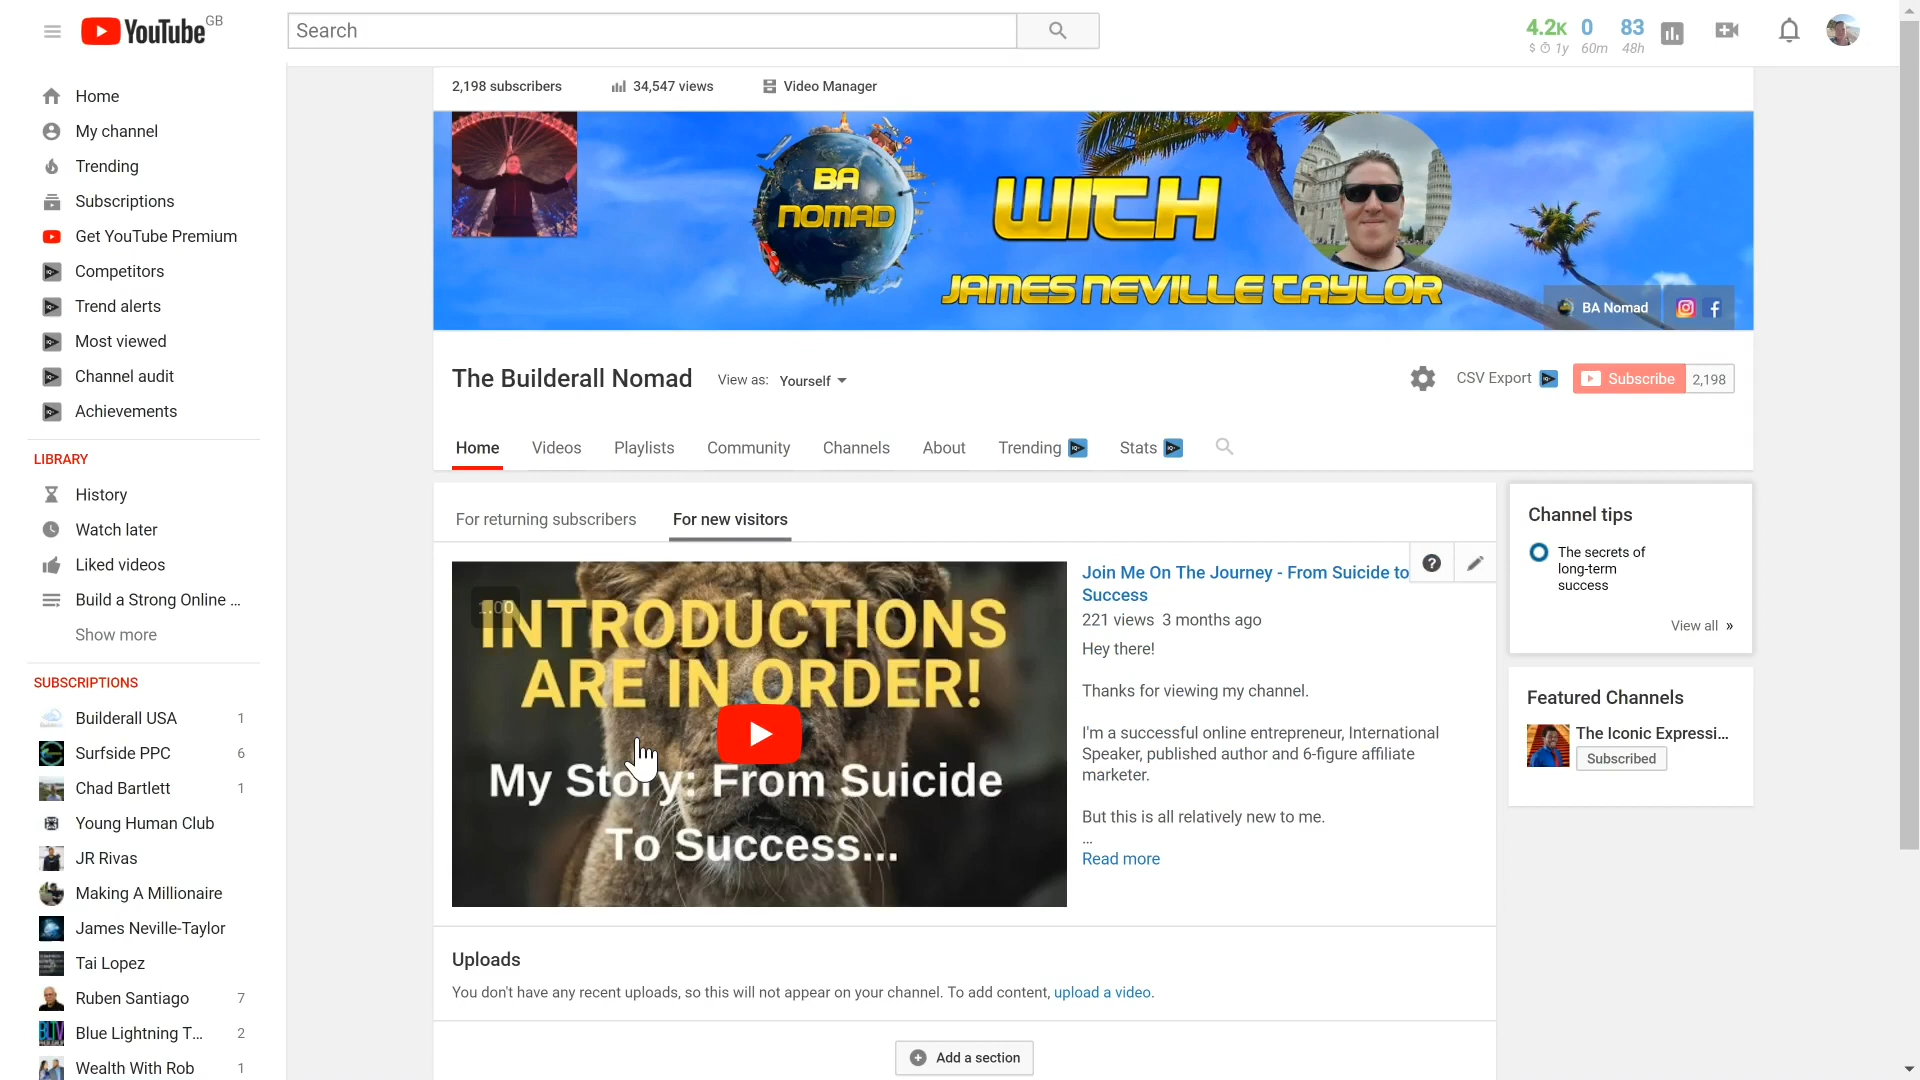 YouTube GB
Search
4.2K 0 83
$ 1y 60m 48h
Home
My channel
Trending
Subscriptions
Get YouTube Premium
Competitors
Trend alerts
Most viewed
Channel audit
Achievements
LIBRARY
History
Watch later
Liked videos
Build a Strong Online ...
Show more
SUBSCRIPTIONS
Builderall USA 1
Surfside PPC 6
Chad Bartlett 1
Young Human Club
JR Rivas
Making A Millionaire
James Neville-Taylor
Tai Lopez
Ruben Santiago 7
Blue Lightning T... 2
Wealth With Rob 1
2,198 subscribers 34,547 views Video Manager
BA
NOMAD
WITH
JAMES NEVILLE TAYLOR
BA Nomad
The Builderall Nomad View as: Yourself
CSV Export Subscribe 2,198
Home Videos Playlists Community Channels About Trending Stats
For returning subscribers For new visitors
1.00
INTRODUCTIONS
ARE IN ORDER!
My Story: From Suicide
To Success...
Join Me On The Journey - From Suicide to
Success
221 views 3 months ago
Hey there!
Thanks for viewing my channel.
I'm a successful online entrepreneur, International
Speaker, published author and 6-figure affiliate
marketer.
But this is all relatively new to me.
...
Read more
Uploads
You don't have any recent uploads, so this will not appear on your channel. To add content, upload a video.
Add a section
Channel tips
The secrets of
long-term
success
View all »
Featured Channels
The Iconic Expressi...
Subscribed